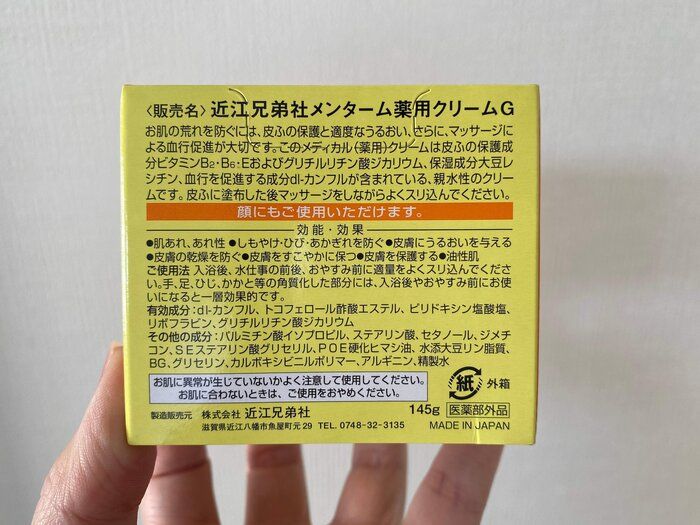 〈販売名〉近江兄弟社メンターム薬用クリームG
お肌の荒れを防ぐには、皮ふの保護と適度なうるおい、さらに、マッサージに
よる血行促進が大切です。このメディカル(薬用)クリームは皮ふの保護成
分ビタミンB₂・B₆・Eおよびグリチルリチン酸ジカリウム、保湿成分大豆レ
シチン、血行を促進する成分dl-カンフルが含まれている、親水性のクリー
ムです。皮ふに塗布した後マッサージをしながらよくスリ込んでください。
顔にもご使用いただけます。
効能・効果
●肌あれ、あれ性 ●しもやけ・ひび・あかぎれを防ぐ ●皮膚にうるおいを与える
●皮膚の乾燥を防ぐ ●皮膚をすこやかに保つ ●皮膚を保護する ●油性肌
ご使用法 入浴後、水仕事の前後、おやすみ前に適量をよくスリ込んでくださ
い。手、足、ひじ、かかと等の角質化した部分には、入浴後やおやすみ前にお使
いになると一層効果的です。
有効成分:dl-カンフル、トコフェロール酢酸エステル、ピリドキシン塩酸塩、
リボフラビン、グリチルリチン酸ジカリウム
その他の成分:パルミチン酸イソプロピル、ステアリン酸、セタノール、ジメチ
コン、SEステアリン酸グリセリル、POE硬化ヒマシ油、水添大豆リン脂質、
BG、グリセリン、カルボキシビニルポリマー、アルギニン、精製水
お肌に異常が生じていないかよく注意して使用してください。
お肌に合わないときは、ご使用をおやめください。
紙 外箱
製造販売元 株式会社 近江兄弟社 145g 医薬部外品
滋賀県近江八幡市魚屋町元29 TEL. 0748-32-3135 MADE IN JAPAN